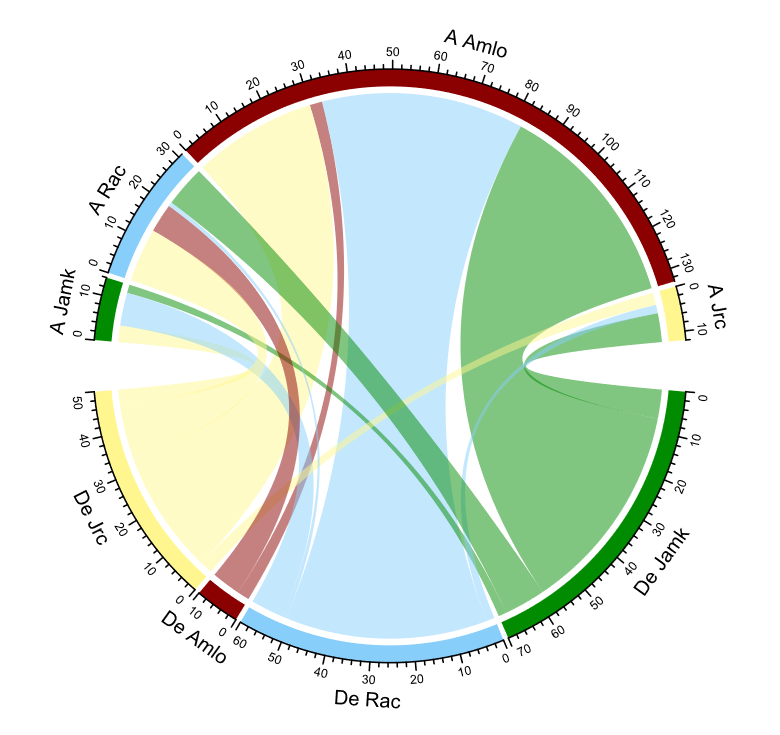 A Amlo
0 10 20 30 40 50 60 70 80 90 100 110 120 130
A Jrc
0 10
De Jamk
0 10 20 30 40 50 60 70
De Rac
0 10 20 30 40 50 60
De Amlo
0 10
De Jrc
0 10 20 30 40 50
A Jamk
0 10
A Rac
0 10 20 30